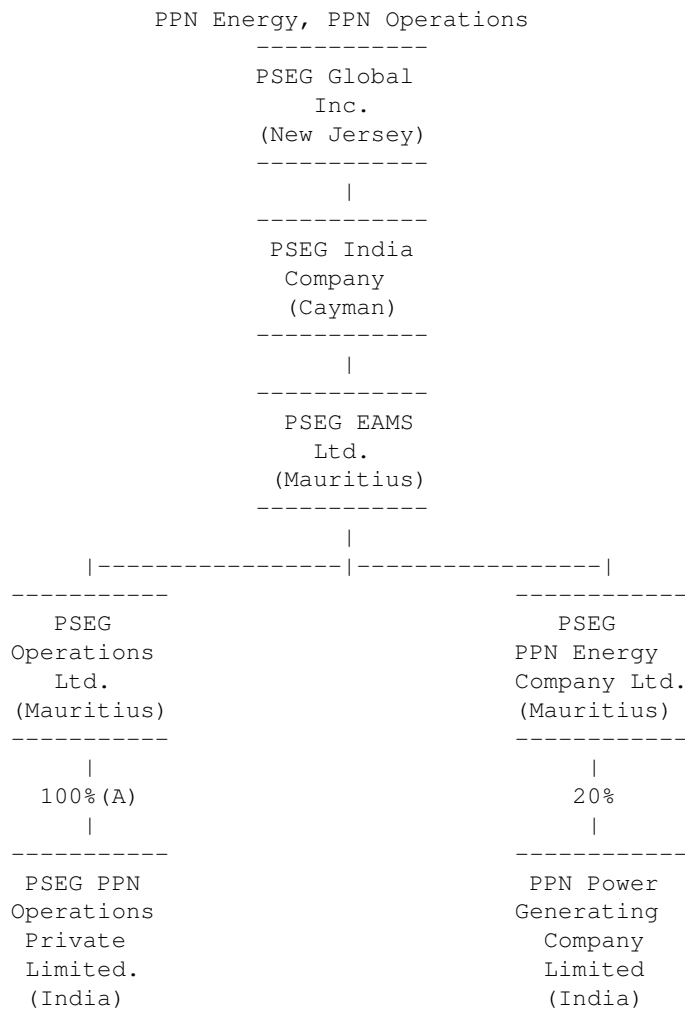 PPN Energy, PPN Operations
------------
PSEG Global
Inc.
(New Jersey)
------------
|
------------
PSEG India
Company
(Cayman)
------------
|
------------
PSEG EAMS
Ltd.
(Mauritius)
------------
|
|-----------------|-----------------|
----------- ------------
PSEG PSEG
Operations PPN Energy
Ltd. Company Ltd.
(Mauritius) (Mauritius)
----------- ------------
| |
100%(A) 20%
| |
----------- ------------
PSEG PPN PPN Power
Operations Generating
Private Company
Limited. Limited
(India) (India)